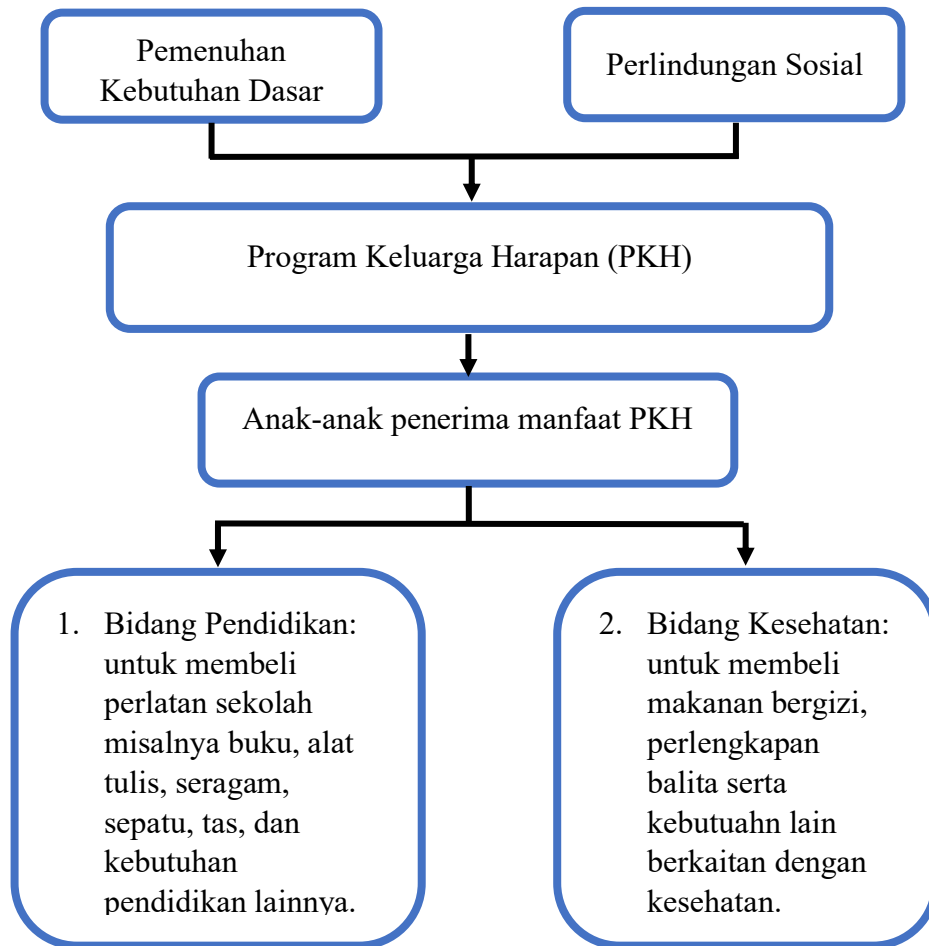 Pemenuhan
Kebutuhan Dasar
Perlindungan Sosial
Program Keluarga Harapan (PKH)
Anak-anak penerima manfaat PKH
1. Bidang Pendidikan:
untuk membeli
perlatan sekolah
misalnya buku, alat
tulis, seragam,
sepatu, tas, dan
kebutuhan
pendidikan lainnya.
2. Bidang Kesehatan:
untuk membeli
makanan bergizi,
perlengkapan
balita serta
kebutuahn lain
berkaitan dengan
kesehatan.